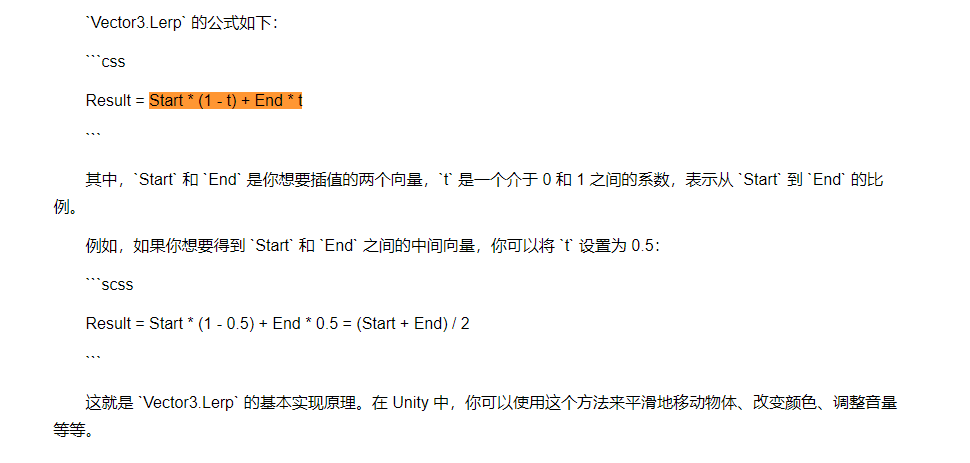 `Vector3.Lerp` 的公式如下：
```css
Result = Start * (1 - t) + End * t
```
其中，`Start` 和 `End` 是你想要插值的两个向量，`t` 是一个介于 0 和 1 之间的系数，表示从 `Start` 到 `End` 的比
例。
例如，如果你想要得到 `Start` 和 `End` 之间的中间向量，你可以将 `t` 设置为 0.5：
```scss
Result = Start * (1 - 0.5) + End * 0.5 = (Start + End) / 2
```
这就是 `Vector3.Lerp` 的基本实现原理。在 Unity 中，你可以使用这个方法来平滑地移动物体、改变颜色、调整音量
等等。